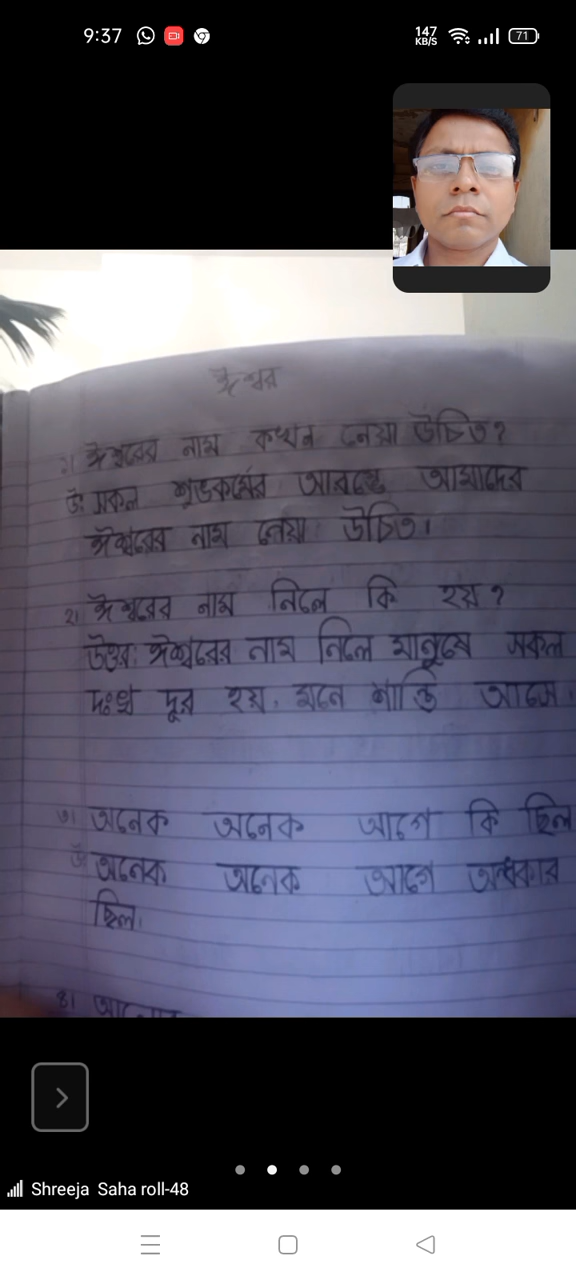 9:37
147
KB/S
71
ঈশ্বর
১। ঈশ্বরের নাম কখন নেয়া উচিত?
উঃ সকল শুভকর্মের আরম্ভে আমাদের
ঈশ্বরের নাম নেয়া উচিত।
২। ঈশ্বরের নাম নিলে কি হয়?
উত্তর: ঈশ্বরের নাম নিলে মানুষে সকল
দঃখ দূর হয়. মনে শান্তি আসে.
৩। অনেক অনেক আগে কি ছিল
উঃ অনেক অনেক আগে অন্ধকার
ছিল.
৪।
Shreeja Saha roll-48